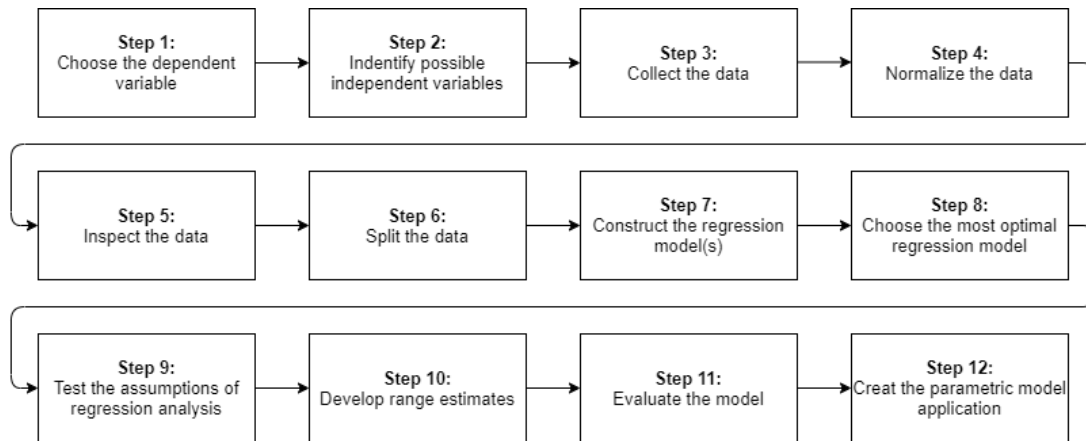 Step 1:
Choose the dependent
variable
Step 2:
Indentify possible
independent variables
Step 3:
Collect the data
Step 4:
Normalize the data
Step 5:
Inspect the data
Step 6:
Split the data
Step 7:
Construct the regression
model(s)
Step 8:
Choose the most optimal
regression model
Step 9:
Test the assumptions of
regression analysis
Step 10:
Develop range estimates
Step 11:
Evaluate the model
Step 12:
Creat the parametric model
application